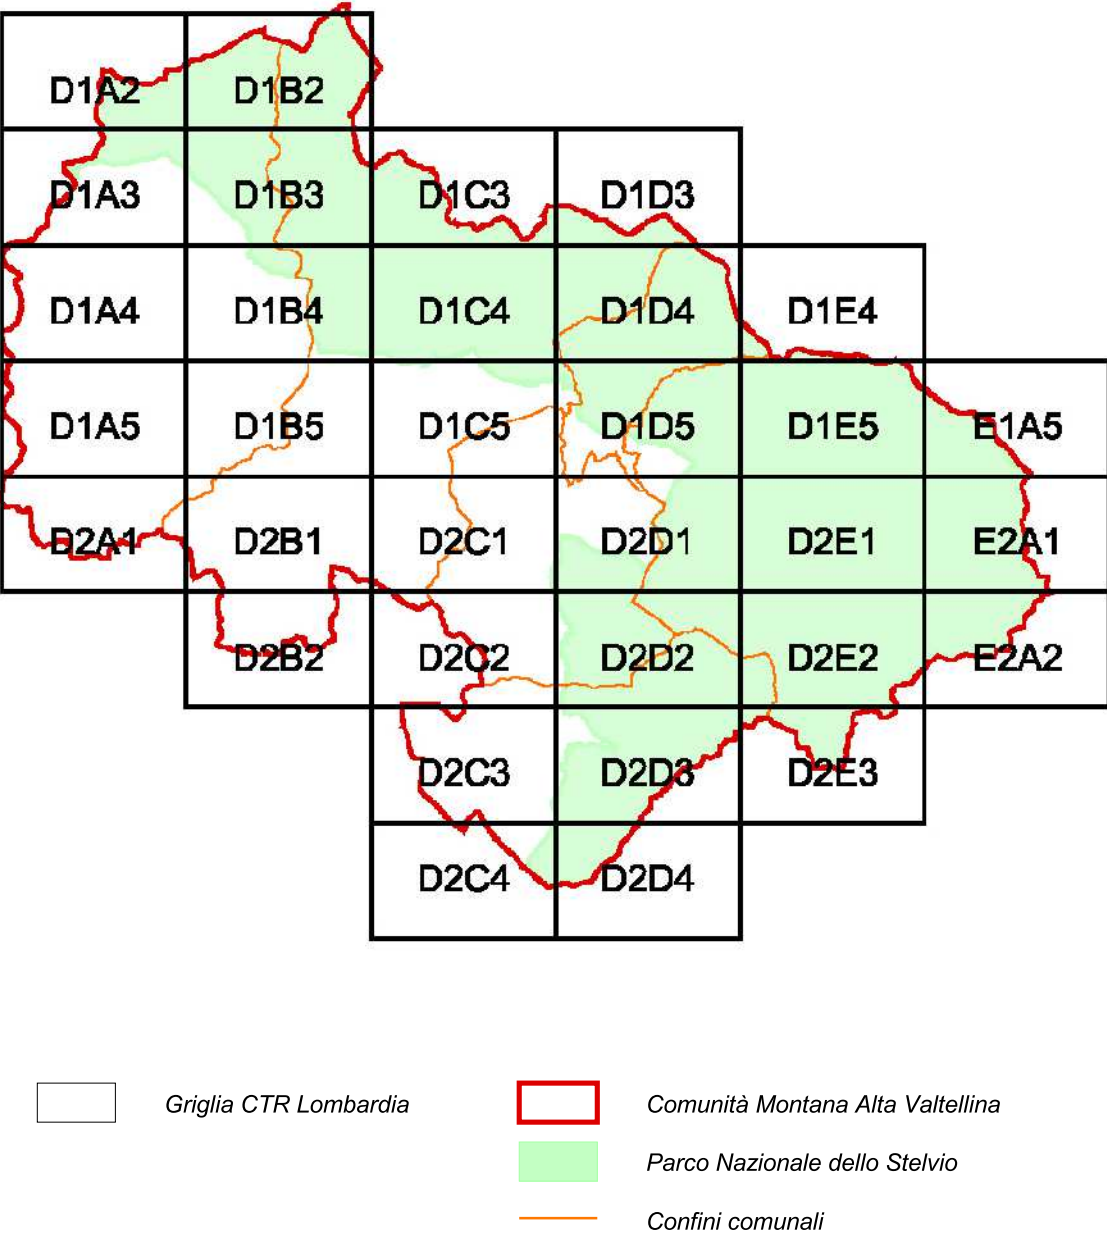 D1A2 D1B2
D1A3 D1B3 D1C3 D1D3
D1A4 D1B4 D1C4 D1D4 D1E4
D1A5 D1B5 D1C5 D1D5 D1E5 E1A5
D2A1 D2B1 D2C1 D2D1 D2E1 E2A1
D2B2 D2C2 D2D2 D2E2 E2A2
D2C3 D2D3 D2E3
D2C4 D2D4
Griglia CTR Lombardia Comunità Montana Alta Valtellina
Parco Nazionale dello Stelvio
Confini comunali